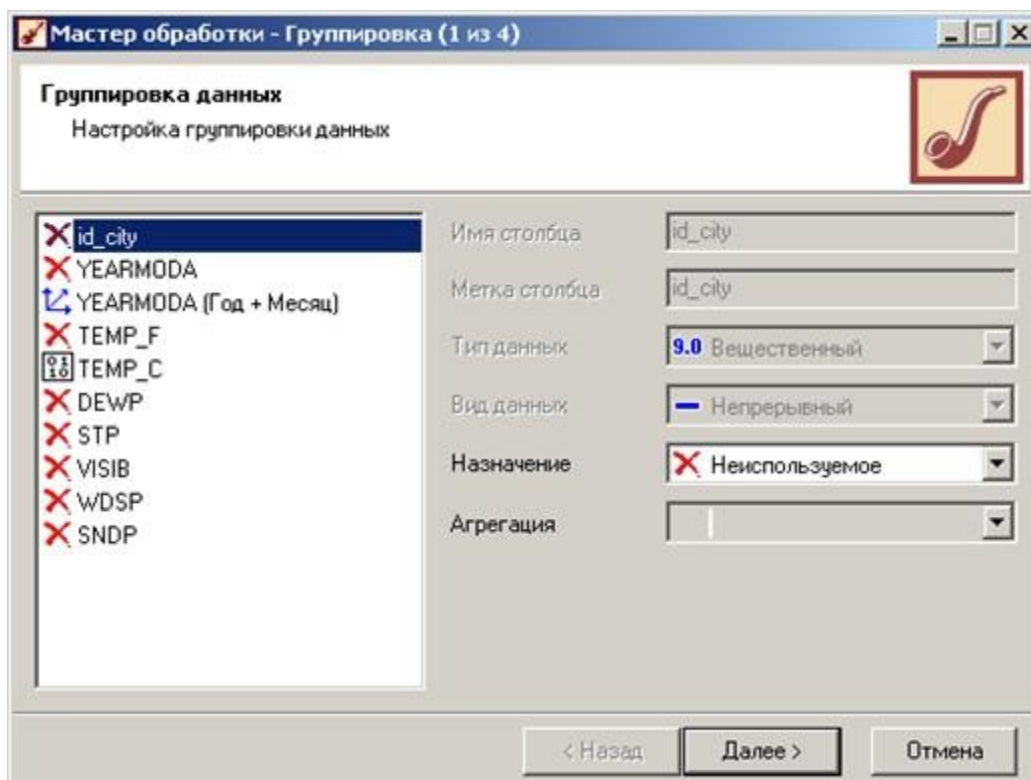 Мастер обработки - Группировка (1 из 4)
Группировка данных
Настройка группировки данных
id_city
YEARMODA
YEARMODA (Год + Месяц)
TEMP_F
TEMP_C
DEWP
STP
VISIB
WDSP
SNDP
Имя столбца id_city
Метка столбца id_city
Тип данных 9.0 Вещественный
Вид данных Непрерывный
Назначение Неиспользуемое
Агрегация
< Назад Далее > Отмена